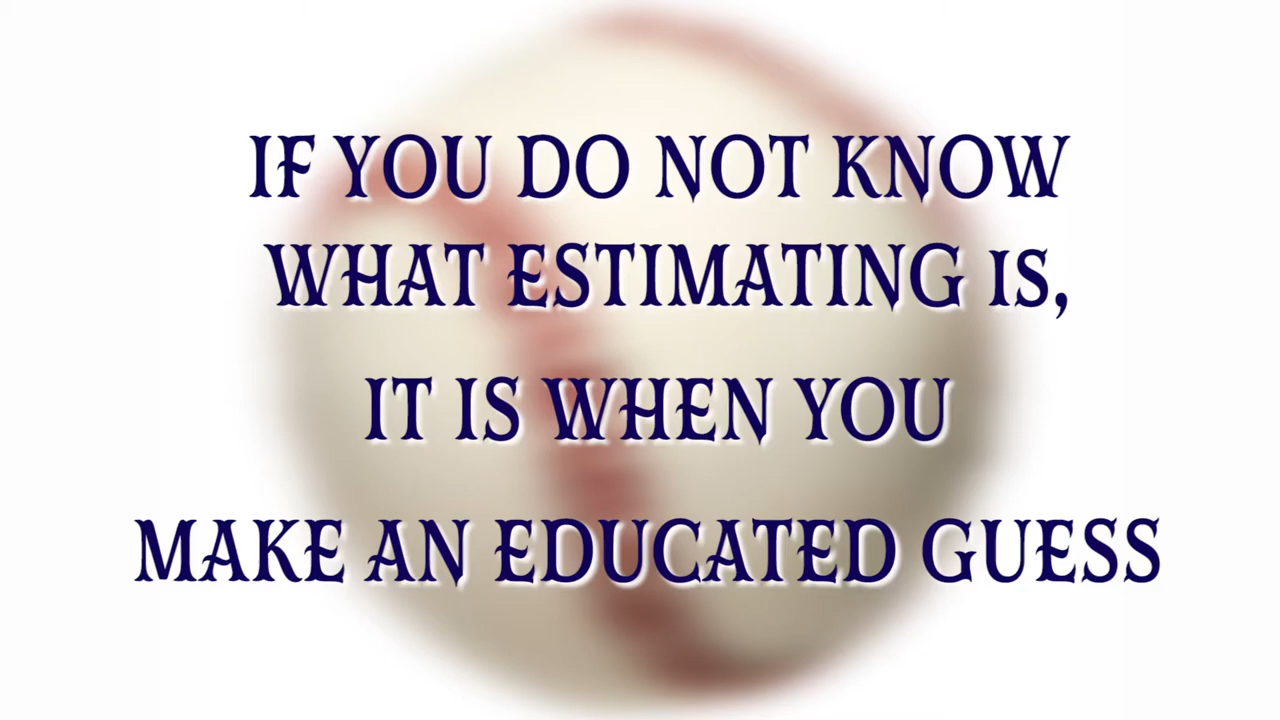 IF YOU DO NOT KNOW
WHAT ESTIMATING IS,
IT IS WHEN YOU
MAKE AN EDUCATED GUESS